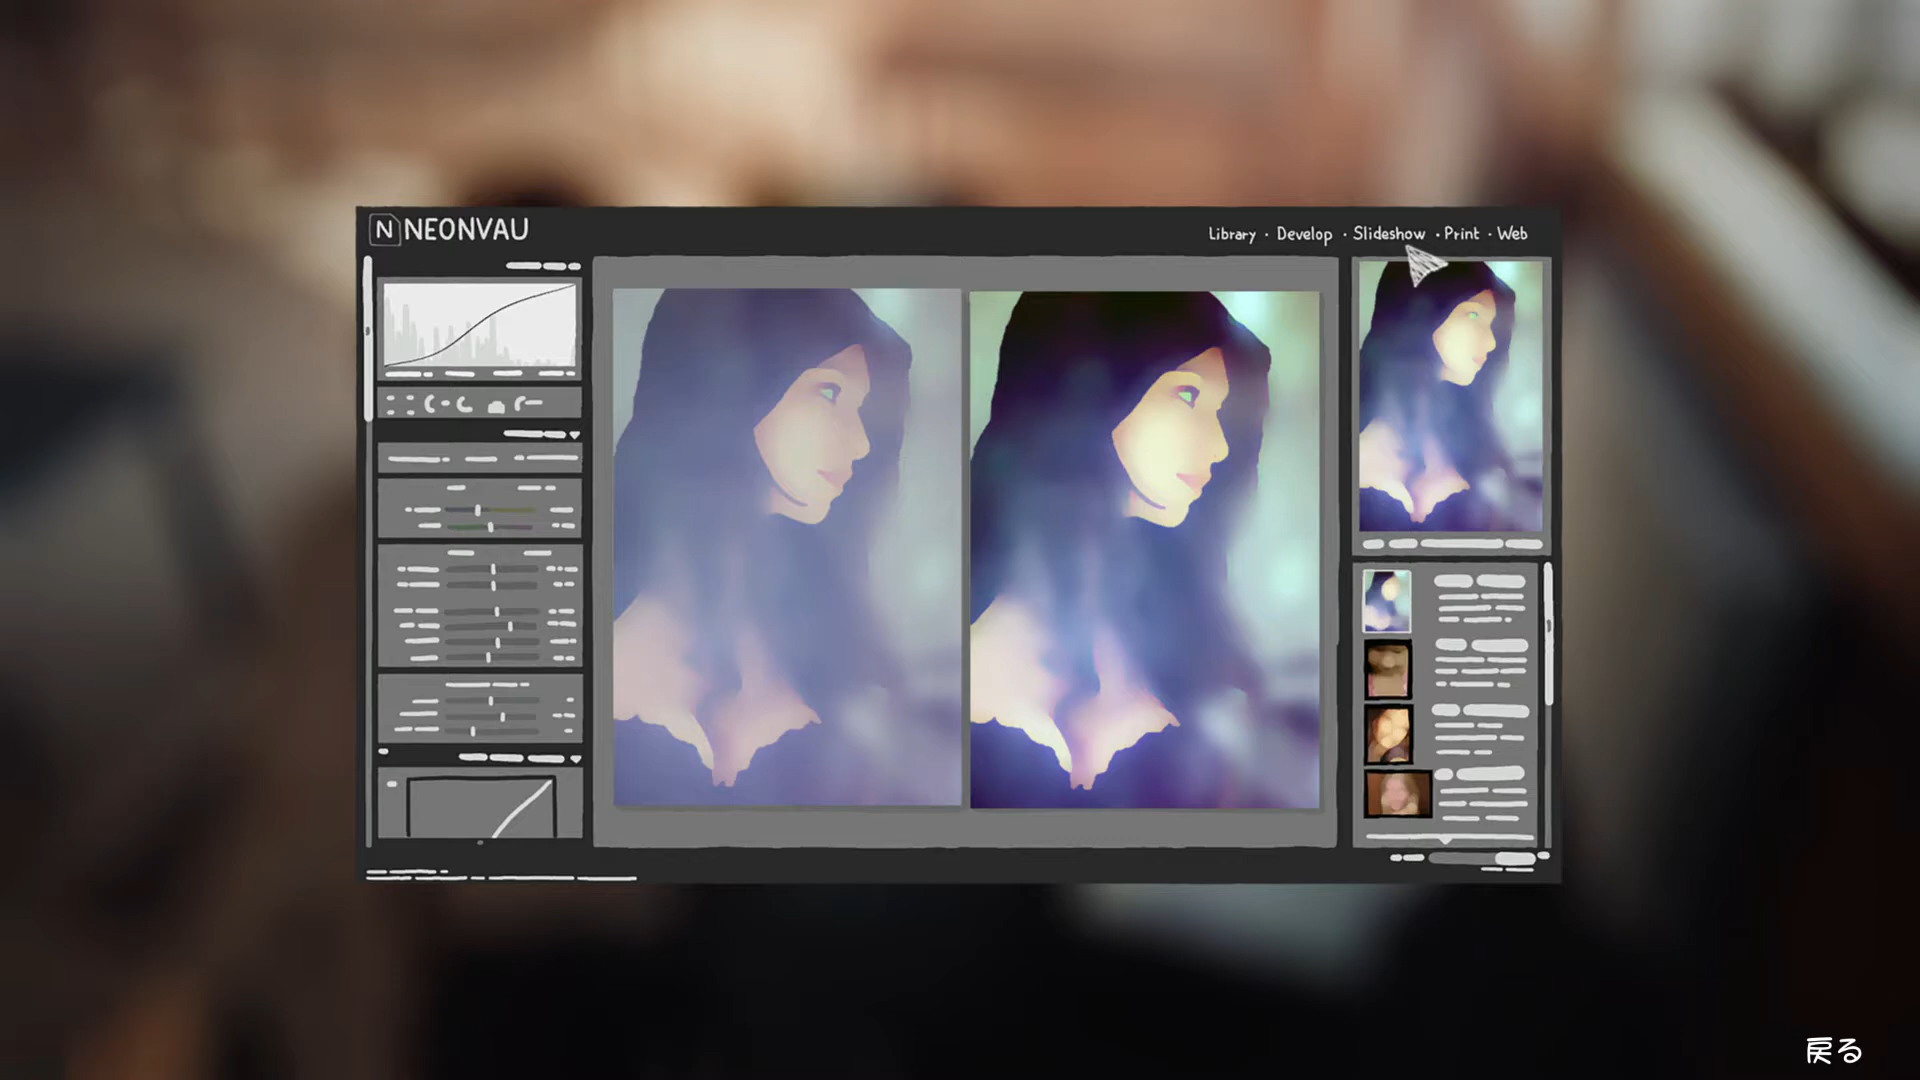 N NEONVAU
Library · Develop · Slideshow · Print · Web
戻る